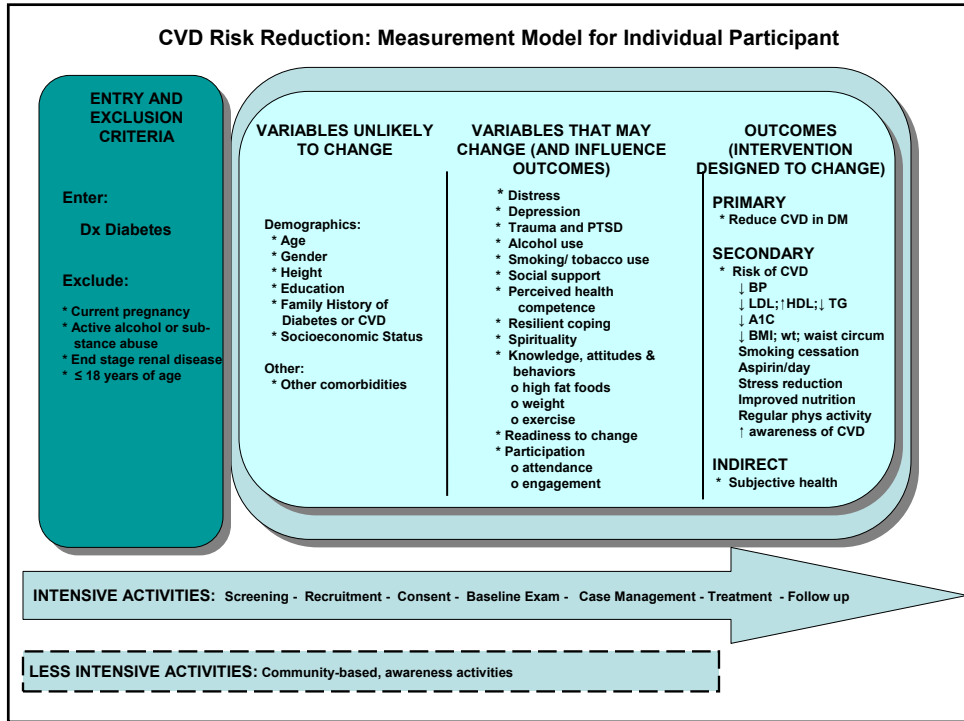 CVD Risk Reduction: Measurement Model for Individual Participant
ENTRY AND
EXCLUSION
CRITERIA
Enter:
Dx Diabetes
Exclude:
* Current pregnancy
* Active alcohol or sub-
stance abuse
* End stage renal disease
* ≤ 18 years of age
VARIABLES UNLIKELY
TO CHANGE
Demographics:
* Age
* Gender
* Height
* Education
* Family History of
Diabetes or CVD
* Socioeconomic Status
Other:
* Other comorbidities
VARIABLES THAT MAY
CHANGE (AND INFLUENCE
OUTCOMES)
* Distress
* Depression
* Trauma and PTSD
* Alcohol use
* Smoking/ tobacco use
* Social support
* Perceived health
competence
* Resilient coping
* Spirituality
* Knowledge, attitudes &
behaviors
o high fat foods
o weight
o exercise
* Readiness to change
* Participation
o attendance
o engagement
OUTCOMES
(INTERVENTION
DESIGNED TO CHANGE)
PRIMARY
* Reduce CVD in DM
SECONDARY
* Risk of CVD
↓ BP
↓ LDL;↑HDL;↓ TG
↓ A1C
↓ BMI; wt; waist circum
Smoking cessation
Aspirin/day
Stress reduction
Improved nutrition
Regular phys activity
↑ awareness of CVD
INDIRECT
* Subjective health
INTENSIVE ACTIVITIES: Screening - Recruitment - Consent - Baseline Exam - Case Management - Treatment - Follow up
LESS INTENSIVE ACTIVITIES: Community-based, awareness activities